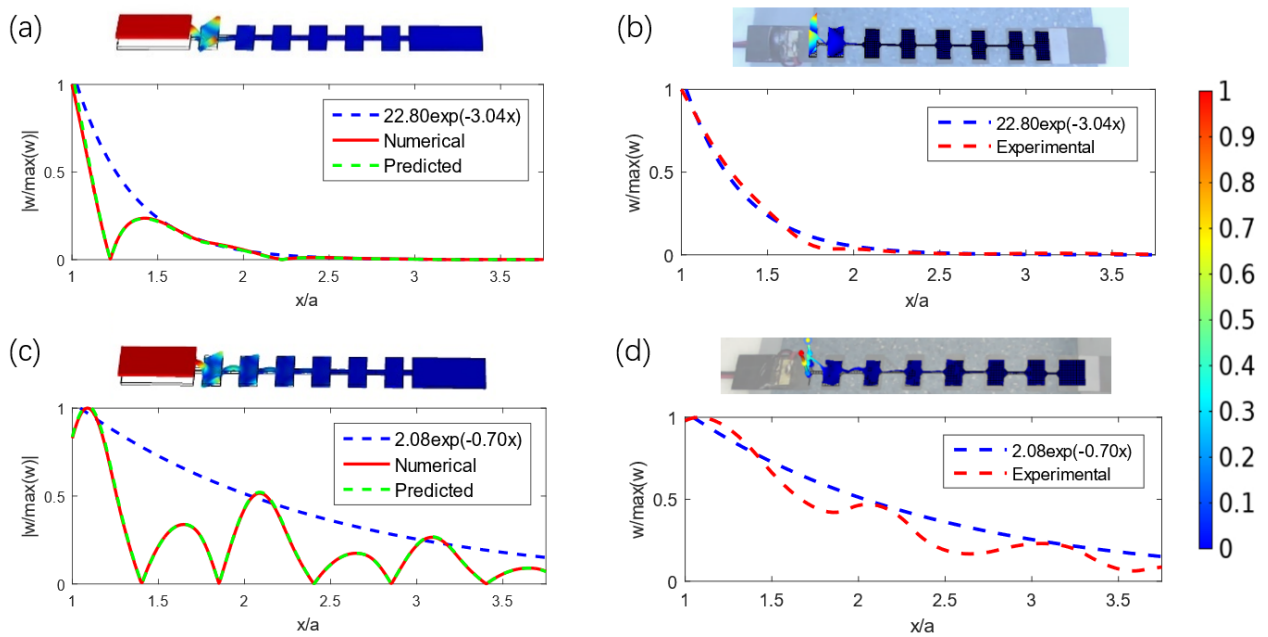 (a)
1
0.5
0
|w/max(w)|
22.80exp(-3.04x)
Numerical
Predicted
1
1.5
2
2.5
3
3.5
x/a
(b)
1
0.5
0
w/max(w)
22.80exp(-3.04x)
Experimental
1
1.5
2
2.5
3
3.5
x/a
(c)
1
0.5
0
|w/max(w)|
2.08exp(-0.70x)
Numerical
Predicted
1
1.5
2
2.5
3
3.5
x/a
(d)
1
0.5
0
w/max(w)
2.08exp(-0.70x)
Experimental
1
1.5
2
2.5
3
3.5
x/a
1
0.9
0.8
0.7
0.6
0.5
0.4
0.3
0.2
0.1
0